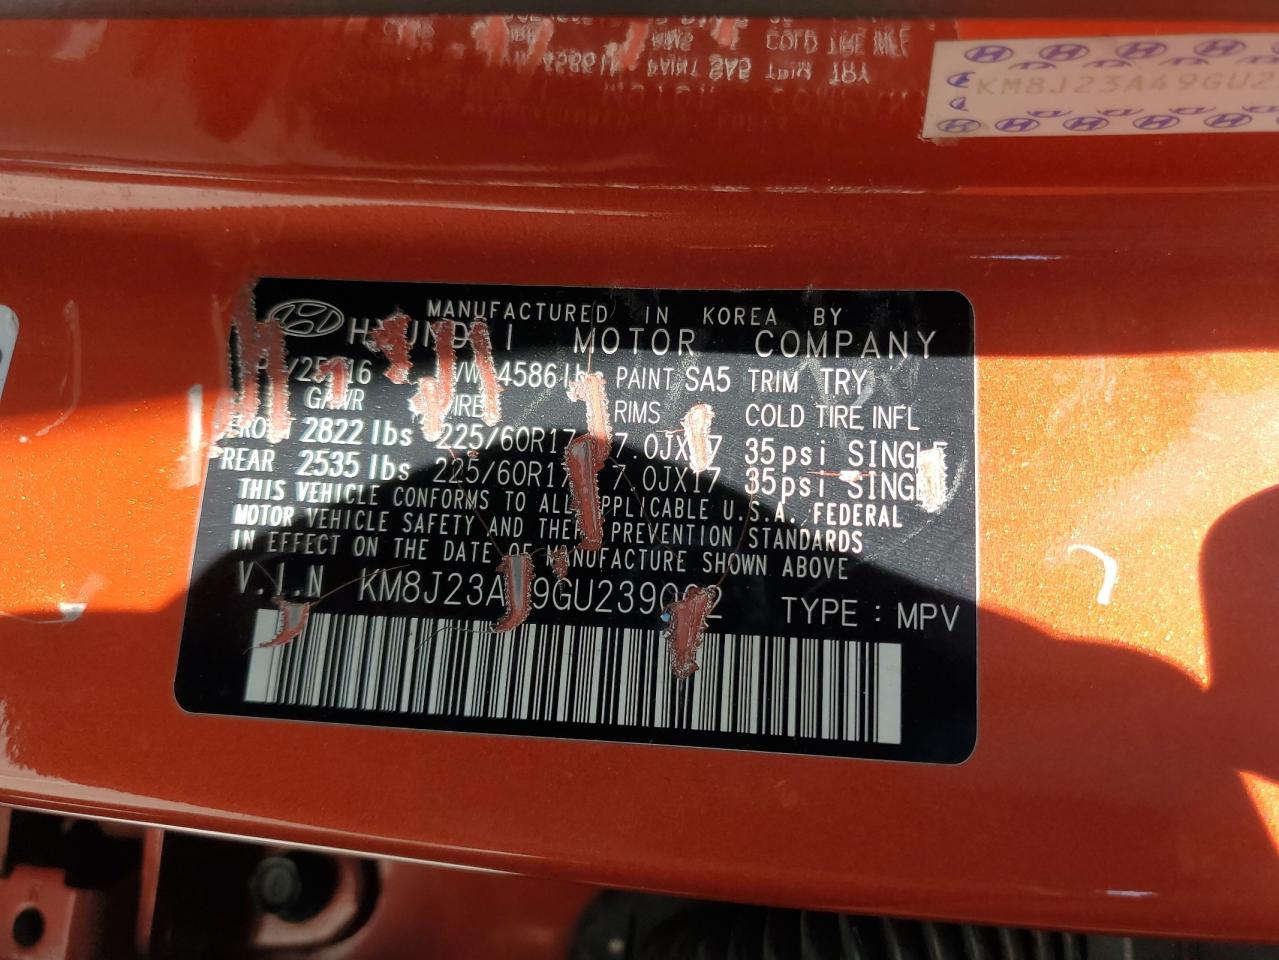 KM8J23A49GU2
MANUFACTURED IN KOREA BY
HYUNDAI MOTOR COMPANY
4586 lbs PAINT SA5 TRIM TRY
GAWR RIMS COLD TIRE INFL
2822 lbs 225/60R17 7.0JX17 35psi SINGLE
REAR 2535 lbs 225/60R17 7.0JX17 35psi SINGLE
THIS VEHICLE CONFORMS TO ALL APPLICABLE U.S.A. FEDERAL
MOTOR VEHICLE SAFETY AND THEFT PREVENTION STANDARDS
IN EFFECT ON THE DATE OF MANUFACTURE SHOWN ABOVE
V.I.N TYPE : MPV